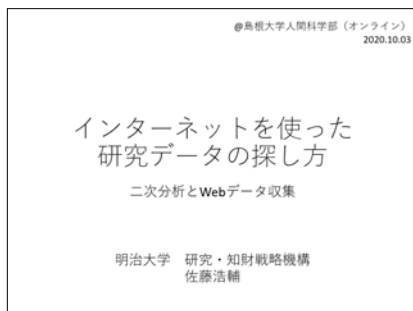 @島根大学人間科学部（オンライン）
2020.10.03
インターネットを使った
研究データの探し方
二次分析とWebデータ収集
明治大学　研究・知財戦略機構
佐藤浩輔